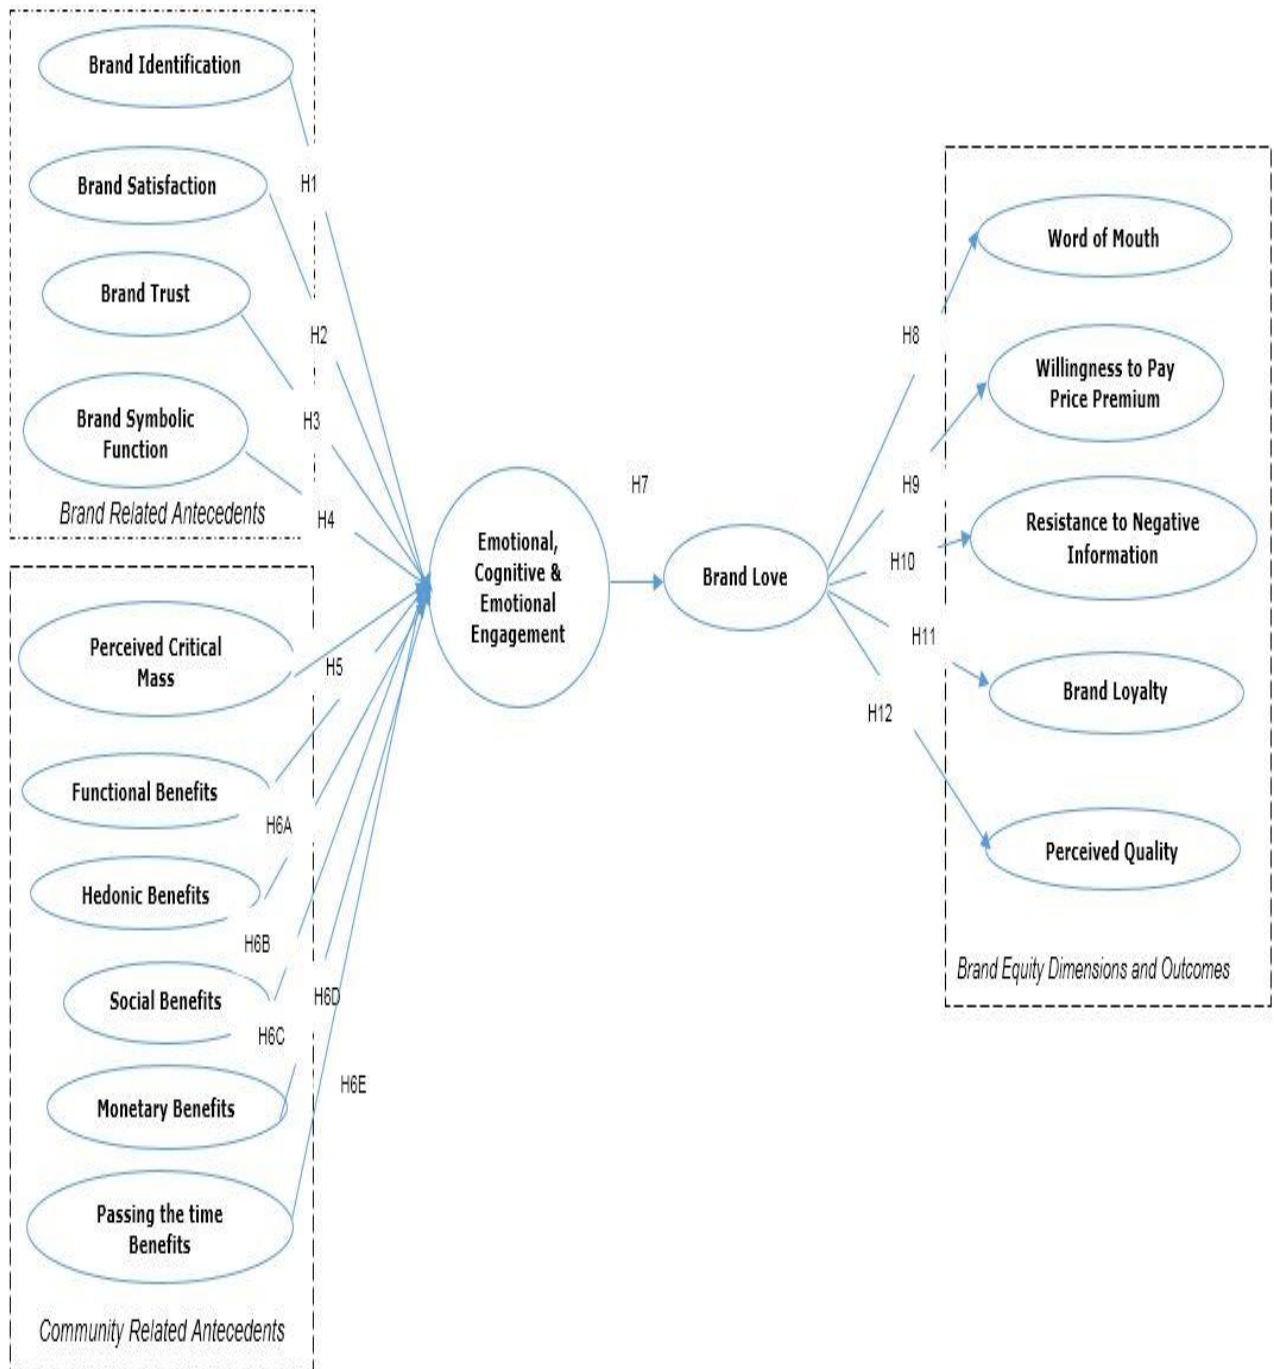 Brand Identification
H1
Brand Satisfaction
H2
Brand Trust
H3
Brand Symbolic
Function
H4
Brand Related Antecedents
Perceived Critical
Mass
H5
Functional Benefits
H6A
Hedonic Benefits
H6B
Social Benefits
H6C
H6D
Monetary Benefits
H6E
Passing the time
Benefits
Community Related Antecedents
Emotional,
Cognitive &
Emotional
Engagement
H7
Brand Love
H8
H9
H10
H11
H12
Word of Mouth
Willingness to Pay
Price Premium
Resistance to Negative
Information
Brand Loyalty
Perceived Quality
Brand Equity Dimensions and Outcomes